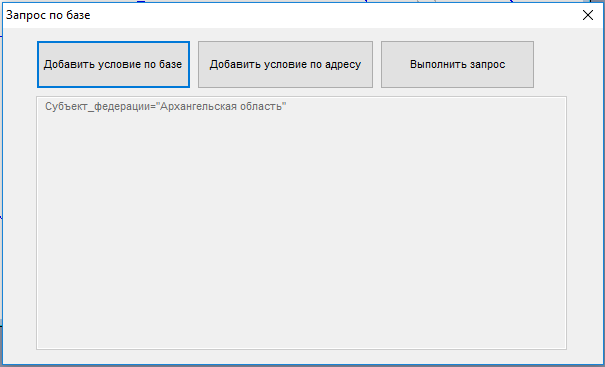 Запрос по базе
Добавить условие по базе
Добавить условие по адресу
Выполнить запрос
Субъект_федерации="Архангельская область"